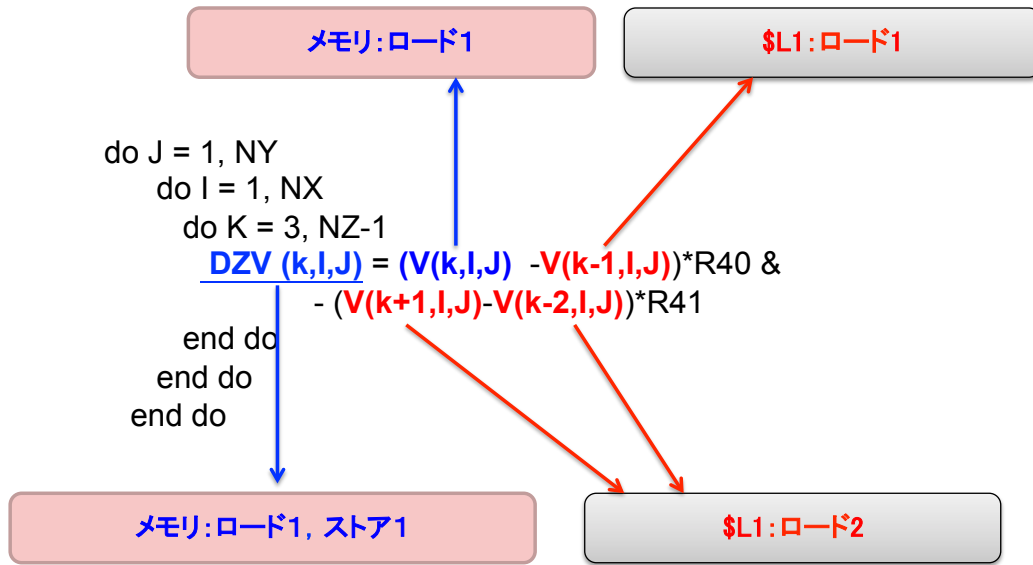 メモリ:ロード1
$L1:ロード1
do J = 1, NY
do I = 1, NX
do K = 3, NZ-1
DZV (k,I,J) = (V(k,I,J) -V(k-1,I,J))*R40 &
- (V(k+1,I,J)-V(k-2,I,J))*R41
end do
end do
end do
メモリ:ロード1, ストア1
$L1:ロード2